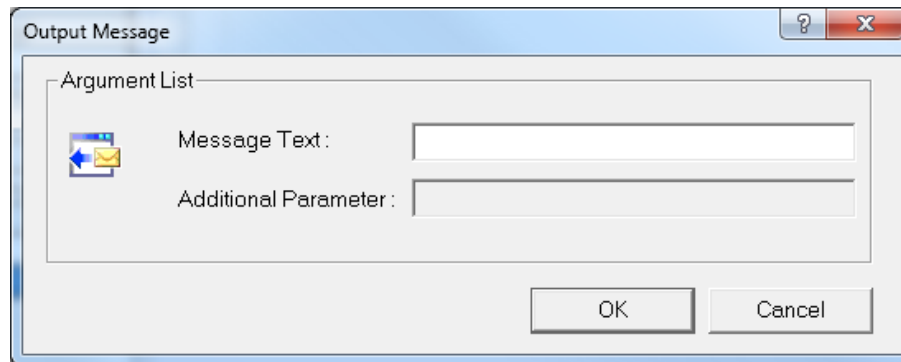 Output Message
?
X
Argument List
Message Text :
Additional Parameter :
OK
Cancel